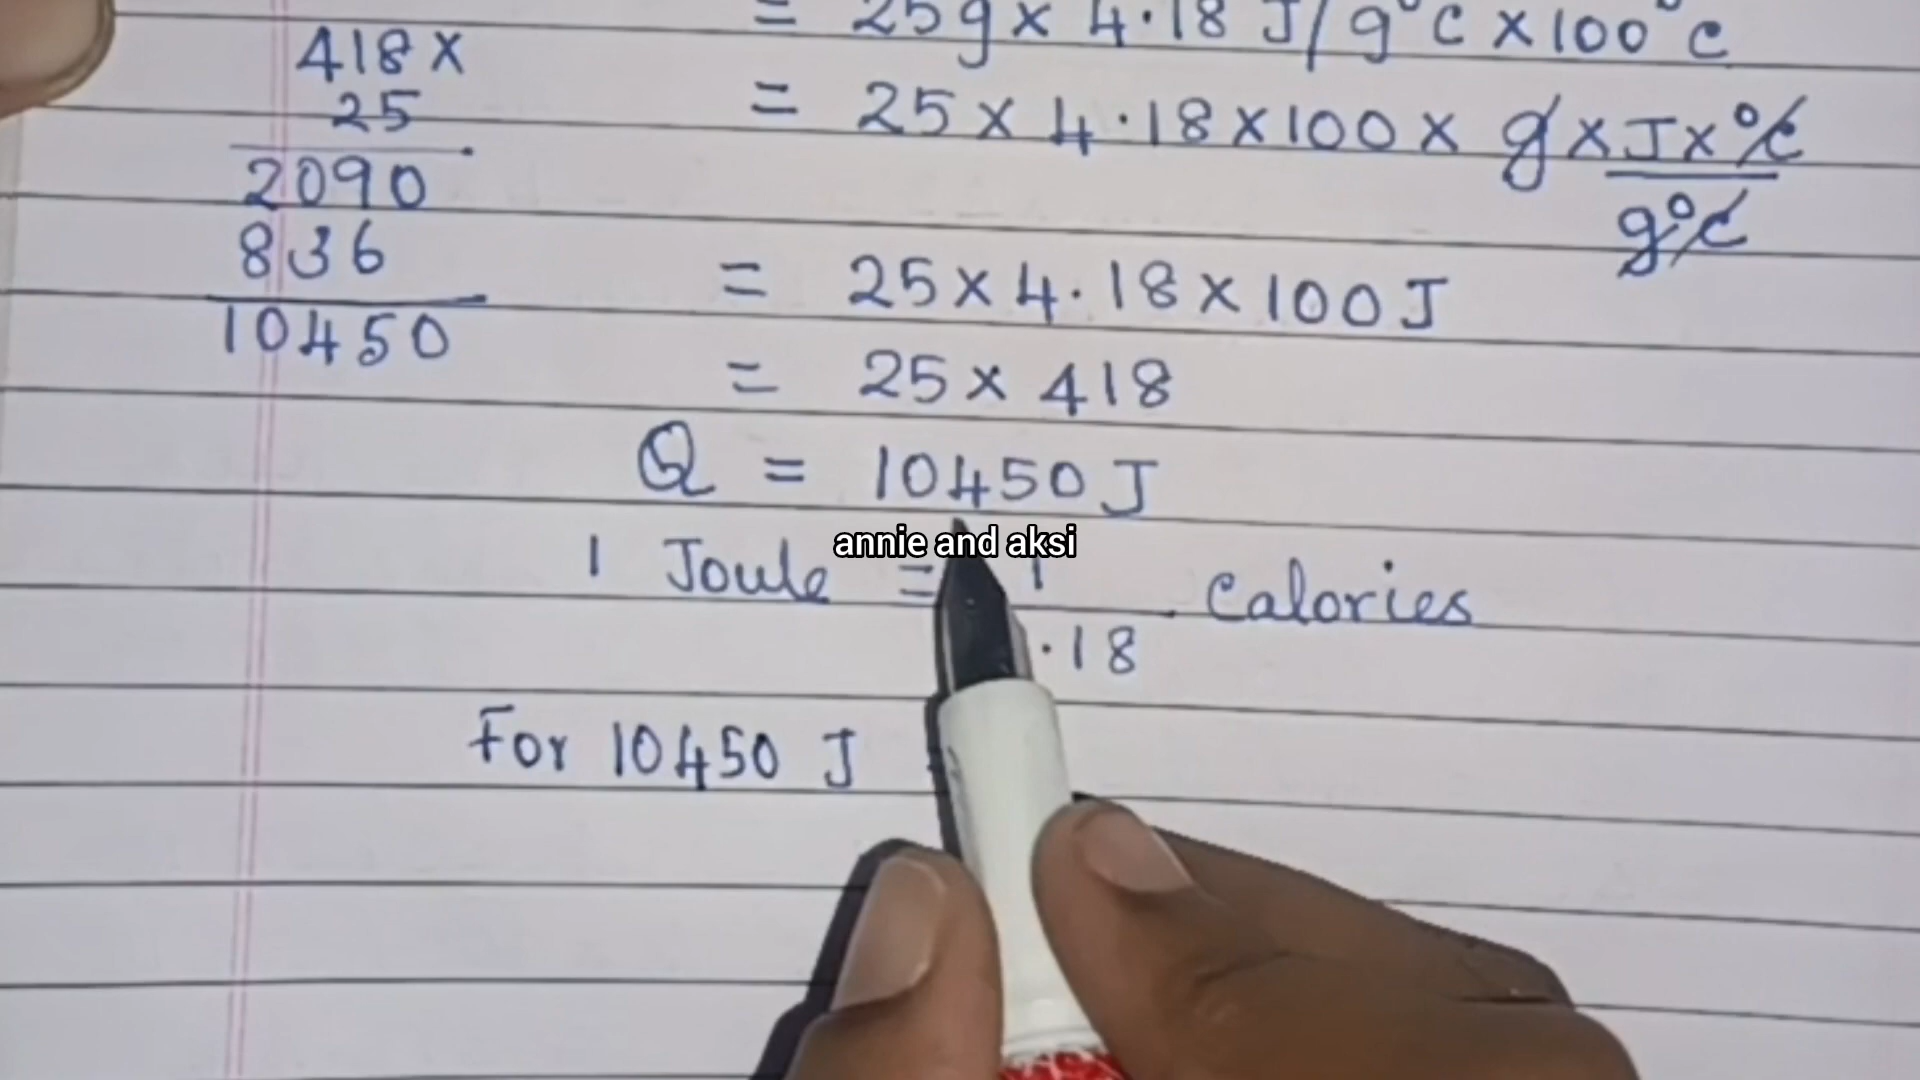 418 x
25
2090
836
10450
= 25g x 4.18 J/g°c x 100°c
= 25 x 4.18 x 100 x g x J x °c
g°c
= 25 x 4.18 x 100 J
= 25 x 418
Q = 10450 J
annie and aksi
1 Joule = 1 Calories
.18
For 10450 J